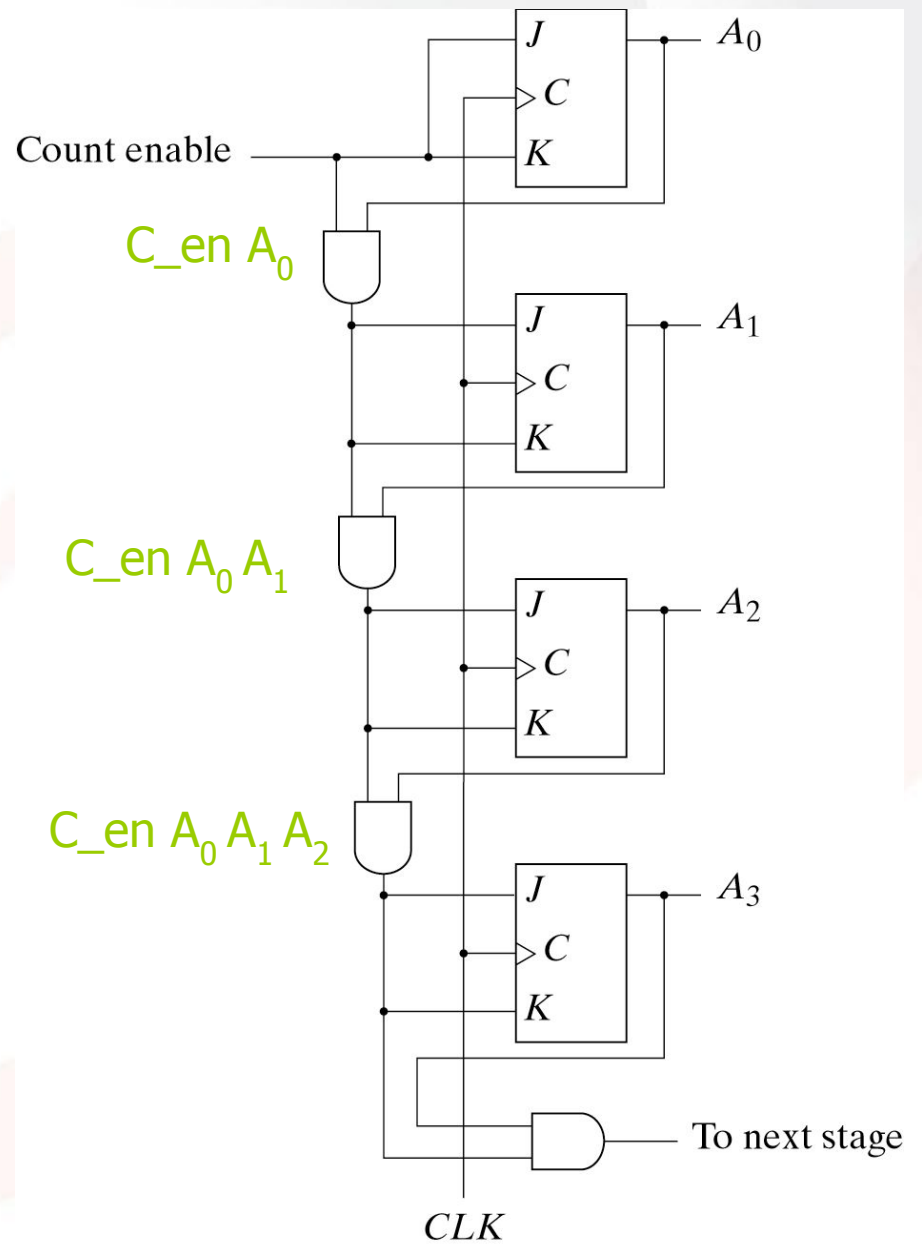 J
A₀
C
Count enable
K
C_en A₀
J
A₁
C
K
C_en A₀ A₁
J
A₂
C
K
C_en A₀ A₁ A₂
J
A₃
C
K
To next stage
CLK